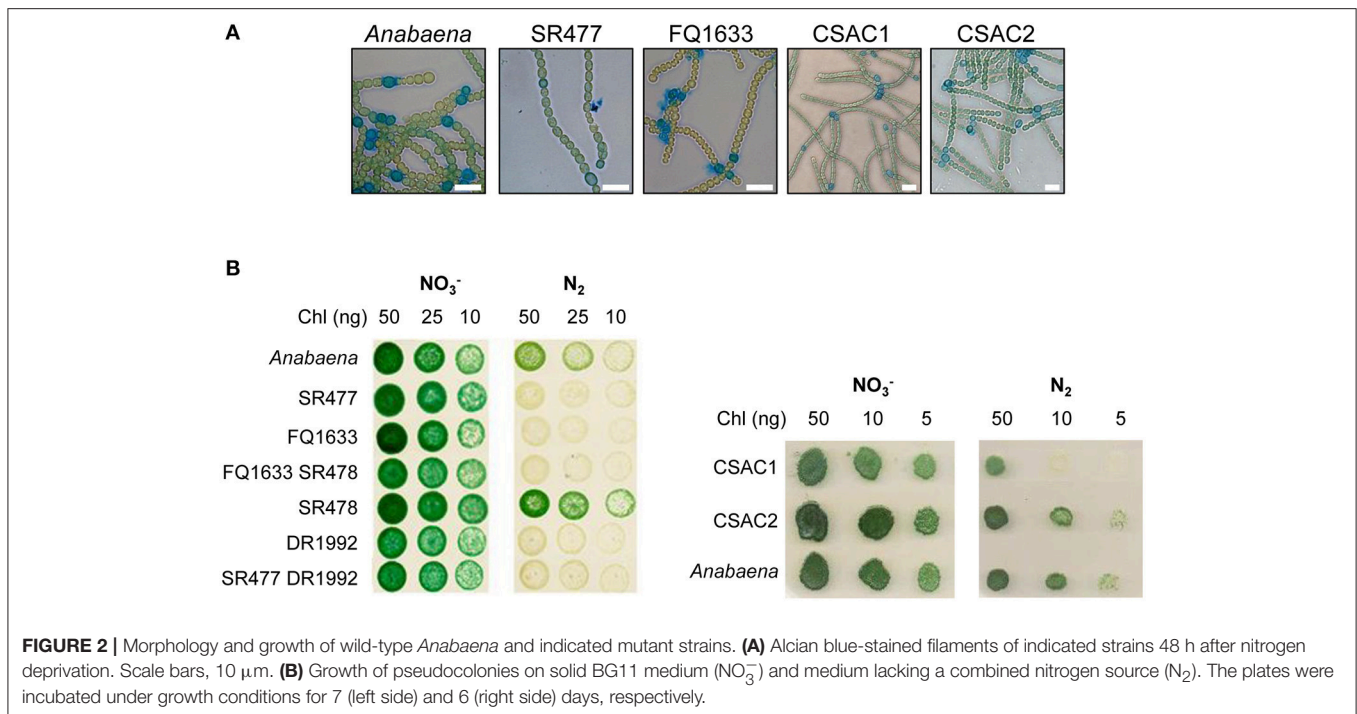 A
Anabaena SR477 FQ1633 CSAC1 CSAC2
B
NO₃⁻ N₂
Chl (ng) 50 25 10 50 25 10
Anabaena
SR477
FQ1633
FQ1633 SR478
SR478
DR1992
SR477 DR1992
NO₃⁻ N₂
Chl (ng) 50 10 5 50 10 5
CSAC1
CSAC2
Anabaena
FIGURE 2 | Morphology and growth of wild-type Anabaena and indicated mutant strains. (A) Alcian blue-stained filaments of indicated strains 48 h after nitrogen
deprivation. Scale bars, 10 μm. (B) Growth of pseudocolonies on solid BG11 medium (NO₃⁻) and medium lacking a combined nitrogen source (N₂). The plates were
incubated under growth conditions for 7 (left side) and 6 (right side) days, respectively.